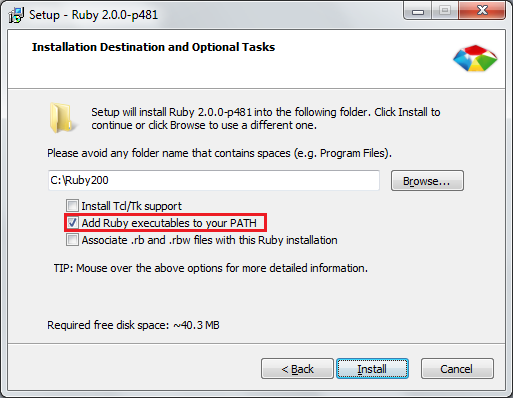 Setup - Ruby 2.0.0-p481
Installation Destination and Optional Tasks
Setup will install Ruby 2.0.0-p481 into the following folder. Click Install to
continue or click Browse to use a different one.
Please avoid any folder name that contains spaces (e.g. Program Files).
C:\Ruby200
Browse...
Install Tcl/Tk support
Add Ruby executables to your PATH
Associate .rb and .rbw files with this Ruby installation
TIP: Mouse over the above options for more detailed information.
Required free disk space: ~40.3 MB
< Back
Install
Cancel